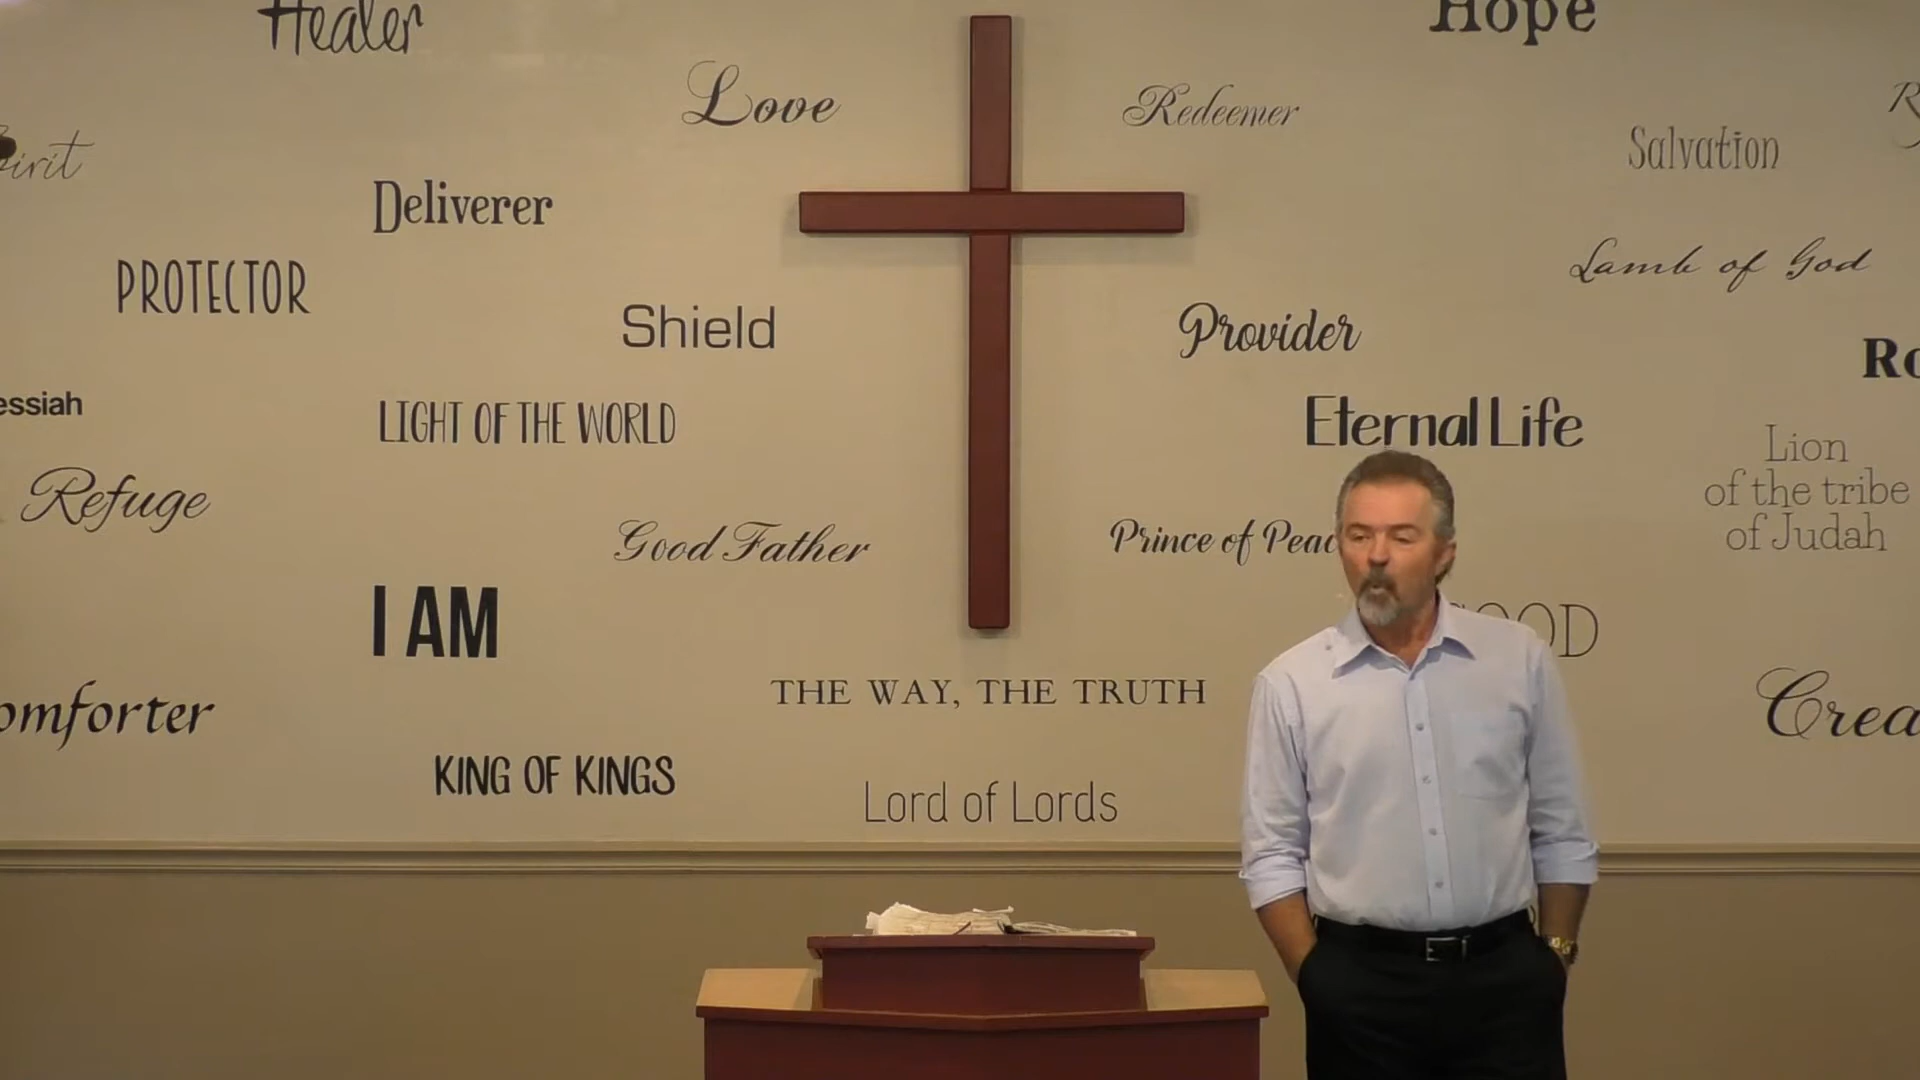 Healer
Hope
Love
Redeemer
Salvation
Deliverer
PROTECTOR
Lamb of God
Shield
Provider
LIGHT OF THE WORLD
Eternal Life
Lion
of the tribe
of Judah
Refuge
Good Father
Prince of
I AM
THE WAY, THE TRUTH
KING OF KINGS
Lord of Lords